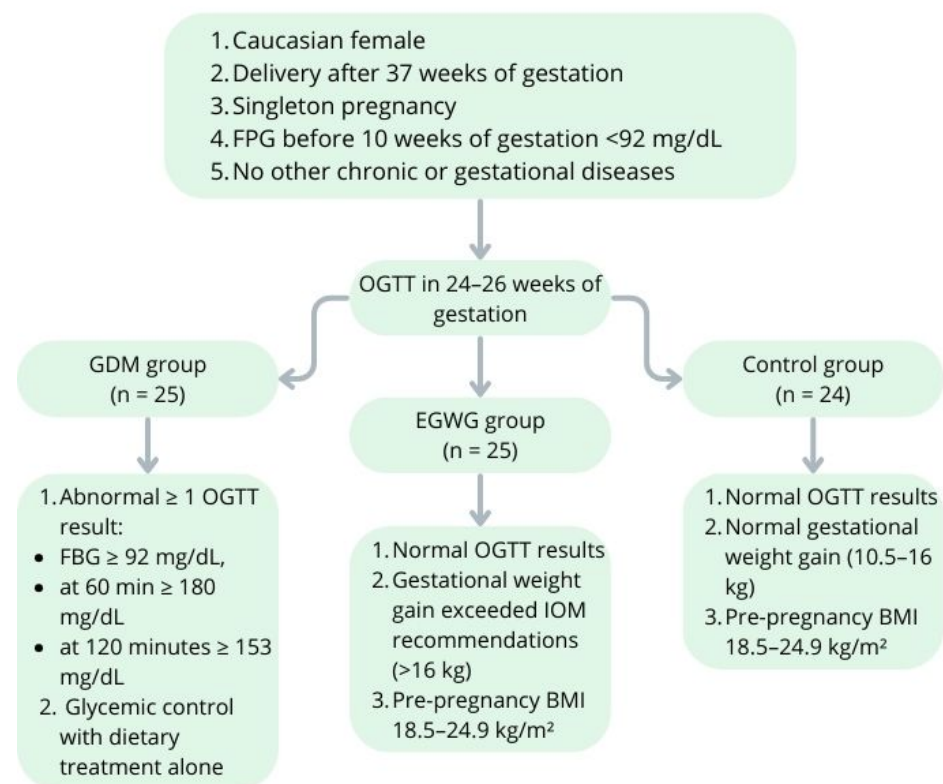 1. Caucasian female
2. Delivery after 37 weeks of gestation
3. Singleton pregnancy
4. FPG before 10 weeks of gestation <92 mg/dL
5. No other chronic or gestational diseases
OGTT in 24–26 weeks of
gestation
GDM group
(n = 25)
EGWG group
(n = 25)
Control group
(n = 24)
1. Abnormal ≥ 1 OGTT
result:
• FBG ≥ 92 mg/dL,
• at 60 min ≥ 180
mg/dL
• at 120 minutes ≥ 153
mg/dL
2. Glycemic control
with dietary
treatment alone
1. Normal OGTT results
2. Gestational weight
gain exceeded IOM
recommendations
(>16 kg)
3. Pre-pregnancy BMI
18.5–24.9 kg/m²
1. Normal OGTT results
2. Normal gestational
weight gain (10.5–16
kg)
3. Pre-pregnancy BMI
18.5–24.9 kg/m²